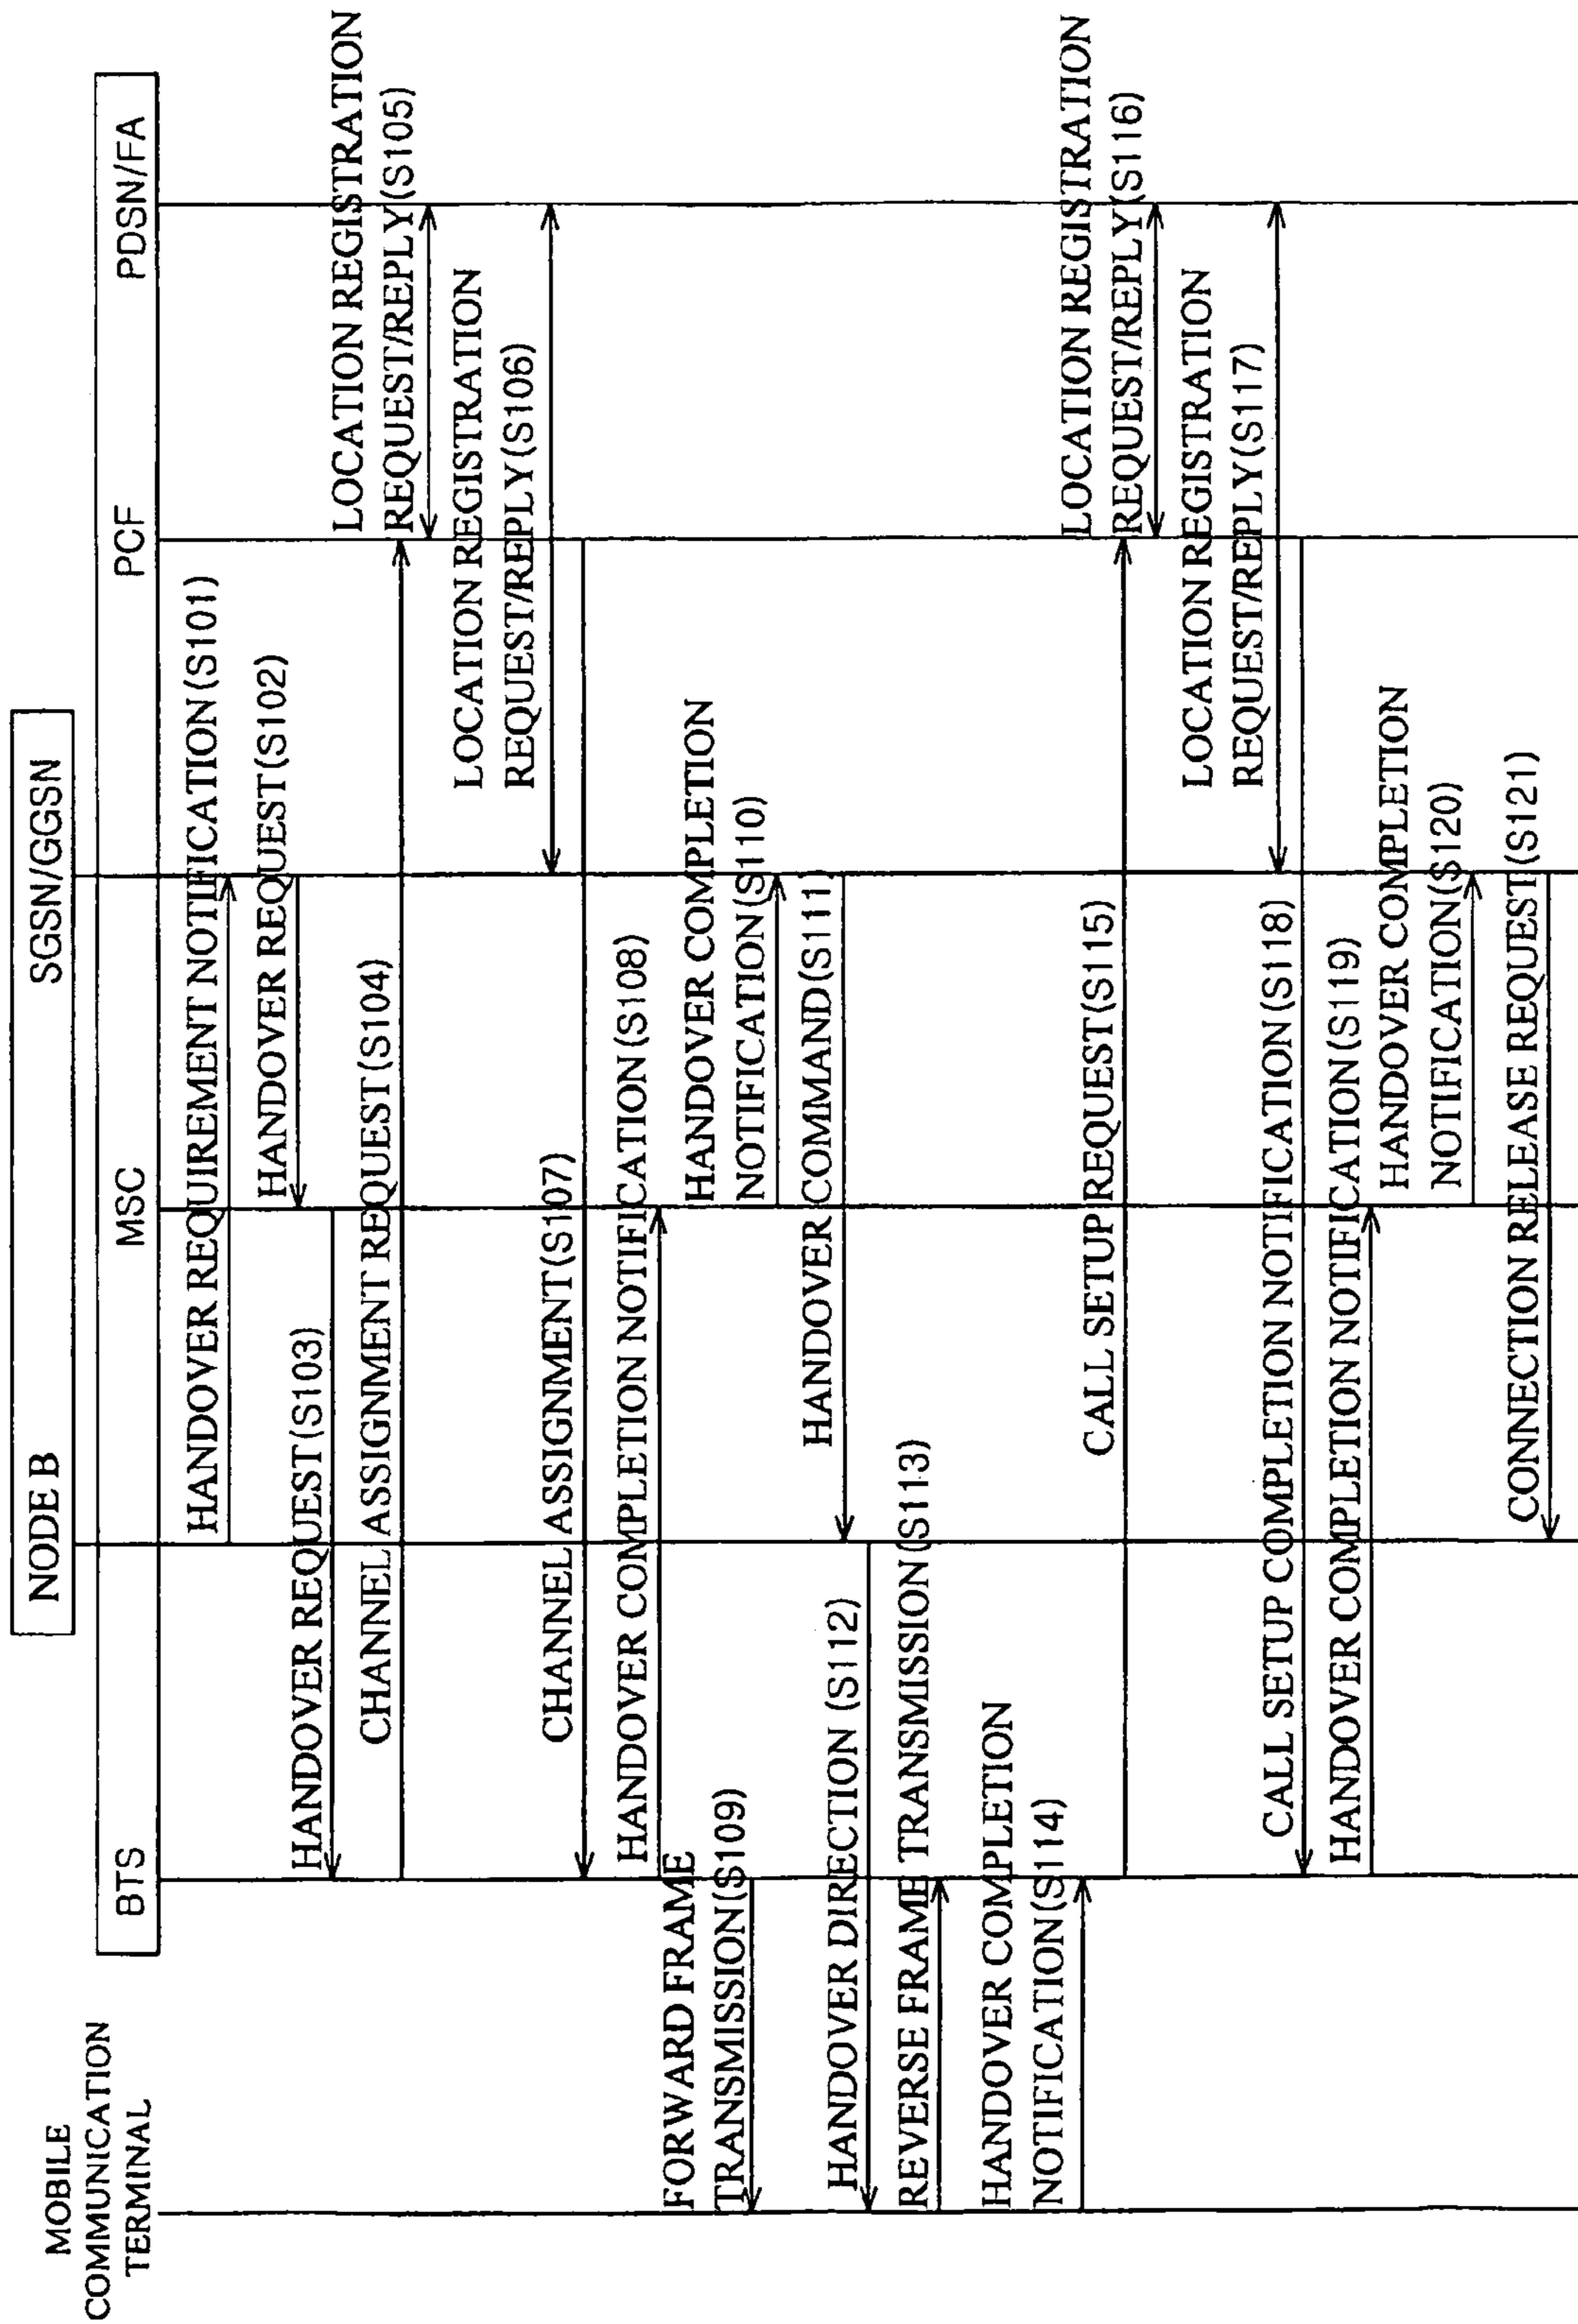 NODE B
SGSN/GGSN
MOBILE
COMMUNICATION
TERMINAL
BTS
MSC
PCF
PDSN/FA
HANDOVER REQUIREMENT NOTIFICATION(S101)
HANDOVER REQUEST(S102)
HANDOVER REQUEST(S103)
CHANNEL ASSIGNMENT REQUEST(S104)
LOCATION REGISTRATION
REQUEST/REPLY(S105)
LOCATION REGISTRATION
REQUEST/REPLY(S106)
CHANNEL ASSIGNMENT(S107)
HANDOVER COMPLETION NOTIFICATION(S108)
FORWARD FRAME
TRANSMISSION(S109)
HANDOVER COMPLETION
NOTIFICATION(S110)
HANDOVER COMMAND(S111)
HANDOVER DIRECTION (S112)
REVERSE FRAME TRANSMISSION(S113)
HANDOVER COMPLETION
NOTIFICATION(S114)
CALL SETUP REQUEST(S115)
LOCATION REGISTRATION
REQUEST/REPLY(S116)
LOCATION REGISTRATION
REQUEST/REPLY(S117)
CALL SETUP COMPLETION NOTIFICATION(S118)
HANDOVER COMPLETION NOTIFICATION(S119)
HANDOVER COMPLETION
NOTIFICATION(S120)
CONNECTION RELEASE REQUEST(S121)